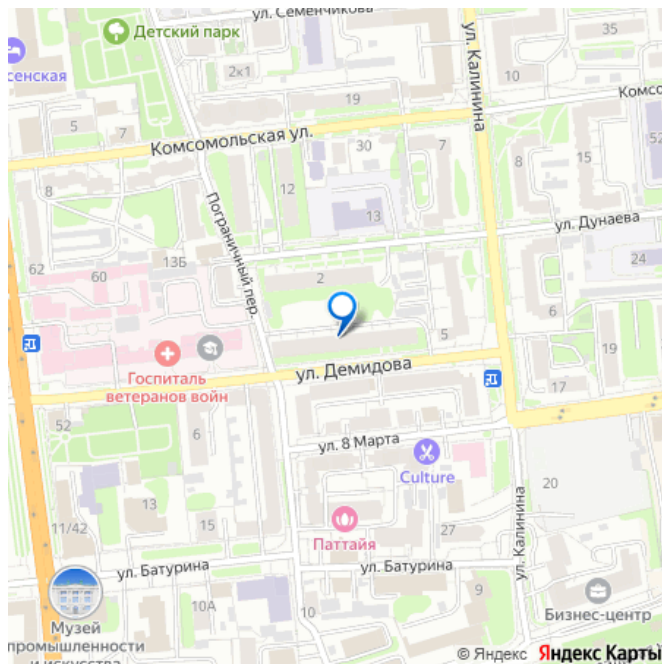 ул. Семенчикова
Детский парк
35
сенская
2к1
10
ул. Калинина
Комсо
19
5
7
Комсомольская ул.
30
7
52
8
15
8
12
13
Пограничный пер.
ул. Дунаева
13Б
62
60
24
2
6
5
Госпиталь
ветеранов войн
ул. Демидова
19
17
52
6
ул. 8 Марта
Culture
20
13
11/42
15
Паттайя
27
ул. Калинина
ул. Батурина
ул. Батурина
9
10А
10
Бизнес-центр
Музей
промышленности
и искусства
© Яндекс Яндекс Карты